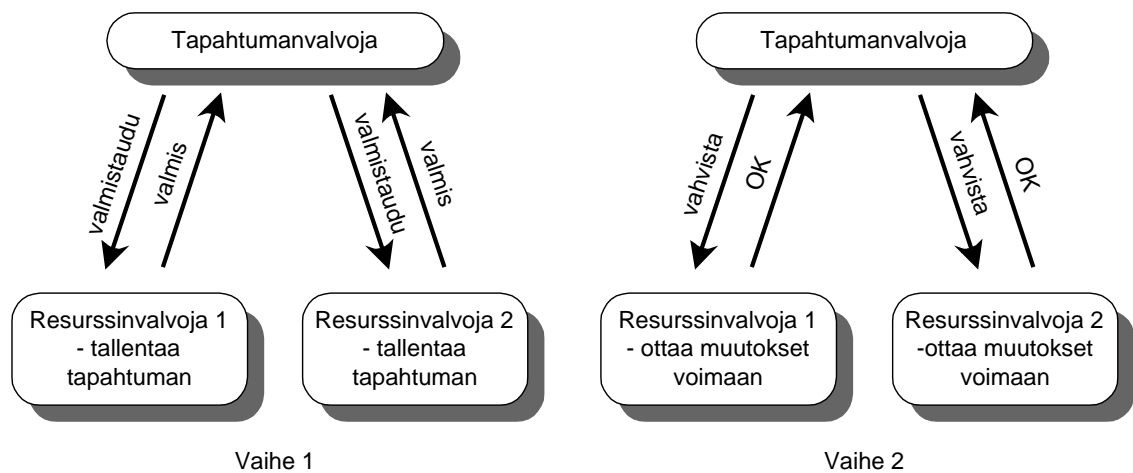 Tapahtumanvalvoja
valmistaudu
valmis
valmistaudu
valmis
Resurssinvalvoja 1
- tallentaa
tapahtuman
Resurssinvalvoja 2
- tallentaa
tapahtuman
Vaihe 1
Tapahtumanvalvoja
vahvista
OK
vahvista
OK
Resurssinvalvoja 1
- ottaa muutokset
voimaan
Resurssinvalvoja 2
-ottaa muutokset
voimaan
Vaihe 2